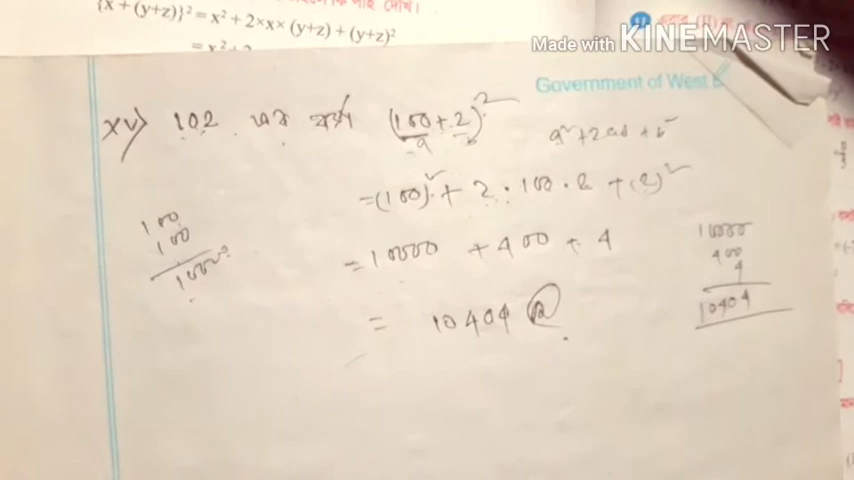 {x + (y+z)}² = x² + 2×x× (y+z) + (y+z)²
= x² + 2
Made with KINEMASTER
Government of West B
xv) 102 এর বর্গ (100 + 2)²
a b
a² + 2ab + b²
= (100)² + 2 · 100 · 2 + (2)²
100
100
10000
= 10000 + 400 + 4
10000
400
4
10404
= 10404